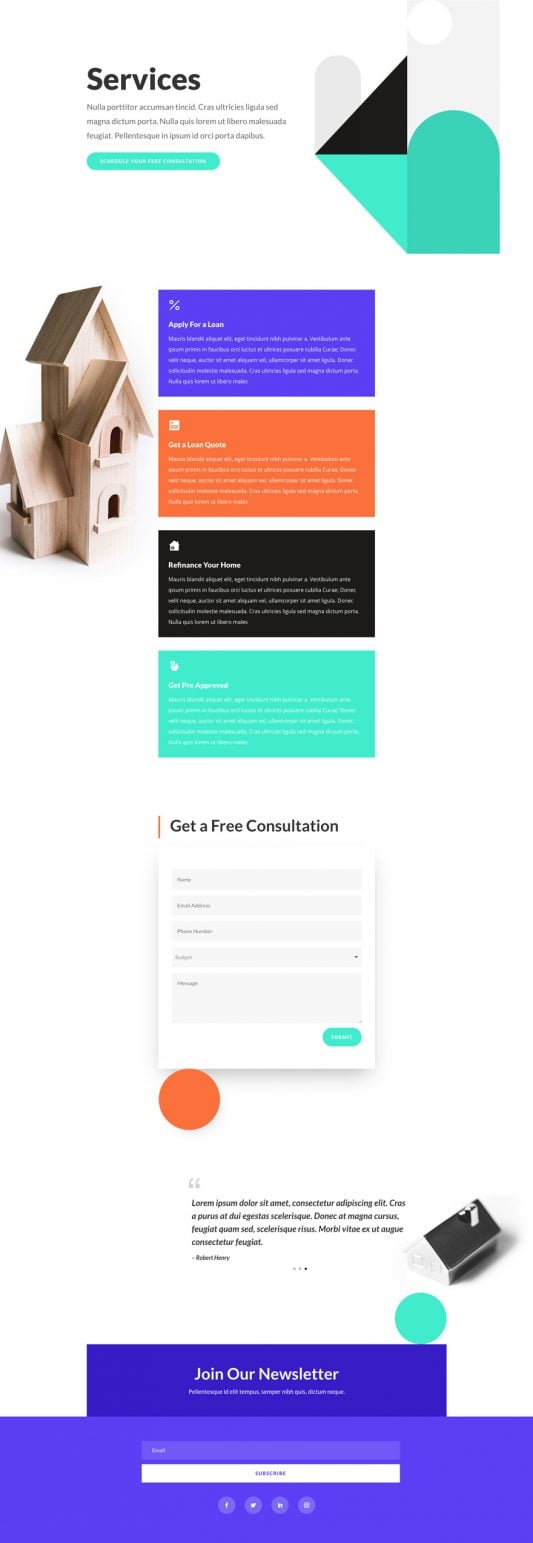 Services
Nulla porttitor accumsan tincid. Cras ultricies ligula sed
magna dictum porta. Nulla quis lorem ut libero malesuada
feugiat. Pellentesque in ipsum id orci porta dapibus.
SCHEDULE YOUR FREE CONSULTATION
Apply For a Loan
Mauris blandit aliquet elit, eget tincidunt nibh pulvinar a. Vestibulum ante
ipsum primis in faucibus orci luctus et ultrices posuere cubilia Curae; Donec
velit neque, auctor sit amet aliquam vel, ullamcorper sit amet ligula. Donec
sollicitudin molestie malesuada. Cras ultricies ligula sed magna dictum porta.
Nulla quis lorem ut libero males
Get a Loan Quote
Mauris blandit aliquet elit, eget tincidunt nibh pulvinar a. Vestibulum ante
ipsum primis in faucibus orci luctus et ultrices posuere cubilia Curae; Donec
velit neque, auctor sit amet aliquam vel, ullamcorper sit amet ligula. Donec
sollicitudin molestie malesuada. Cras ultricies ligula sed magna dictum porta.
Nulla quis lorem ut libero males
Refinance Your Home
Mauris blandit aliquet elit, eget tincidunt nibh pulvinar a. Vestibulum ante
ipsum primis in faucibus orci luctus et ultrices posuere cubilia Curae; Donec
velit neque, auctor sit amet aliquam vel, ullamcorper sit amet ligula. Donec
sollicitudin molestie malesuada. Cras ultricies ligula sed magna dictum porta.
Nulla quis lorem ut libero males
Get Pre Approved
Mauris blandit aliquet elit, eget tincidunt nibh pulvinar a. Vestibulum ante
ipsum primis in faucibus orci luctus et ultrices posuere cubilia Curae; Donec
velit neque, auctor sit amet aliquam vel, ullamcorper sit amet ligula. Donec
sollicitudin molestie malesuada. Cras ultricies ligula sed magna dictum porta.
Nulla quis lorem ut libero males
Get a Free Consultation
Name
Email Address
Phone Number
Budget
Message
SUBMIT
“
Lorem ipsum dolor sit amet, consectetur adipiscing elit. Cras
a purus at dui egestas scelerisque. Donec at magna cursus,
feugiat quam sed, scelerisque risus. Morbi vitae ex ut augue
consectetur feugiat.
– Robert Henry
Join Our Newsletter
Pellentesque id elit tempus, semper nibh quis, dictum neque.
Email
SUBSCRIBE